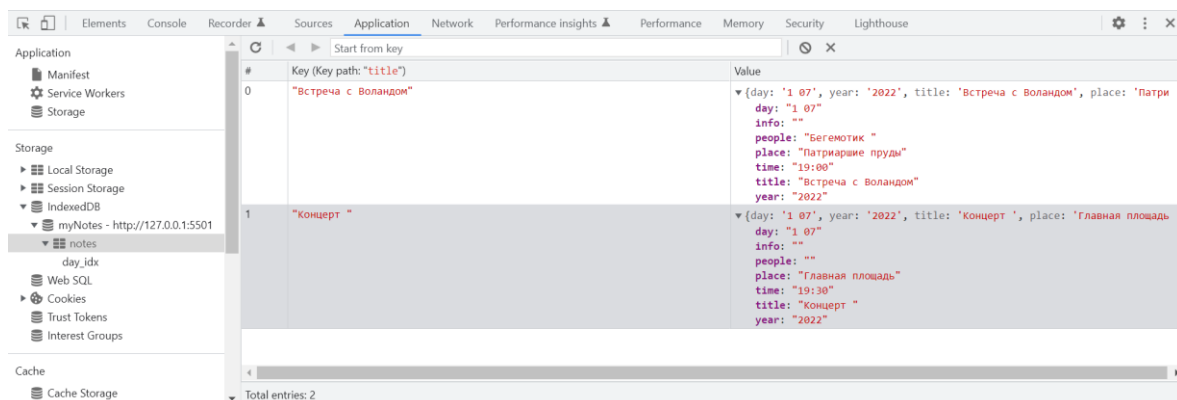 Elements Console Recorder Sources Application Network Performance insights Performance Memory Security Lighthouse
Application
Manifest
Service Workers
Storage
Storage
Local Storage
Session Storage
IndexedDB
myNotes - http://127.0.0.1:5501
notes
day_idx
Web SQL
Cookies
Trust Tokens
Interest Groups
Cache
Cache Storage
Start from key
# Key (Key path: "title") Value
0 "Встреча с Воландом" {day: '1 07', year: '2022', title: 'Встреча с Воландом', place: 'Патри
day: "1 07"
info: ""
people: "Бегемотик "
place: "Патриаршие пруды"
time: "19:00"
title: "Встреча с Воландом"
year: "2022"
1 "Концерт " {day: '1 07', year: '2022', title: 'Концерт ', place: 'Главная площадь
day: "1 07"
info: ""
people: ""
place: "Главная площадь"
time: "19:30"
title: "Концерт "
year: "2022"
Total entries: 2